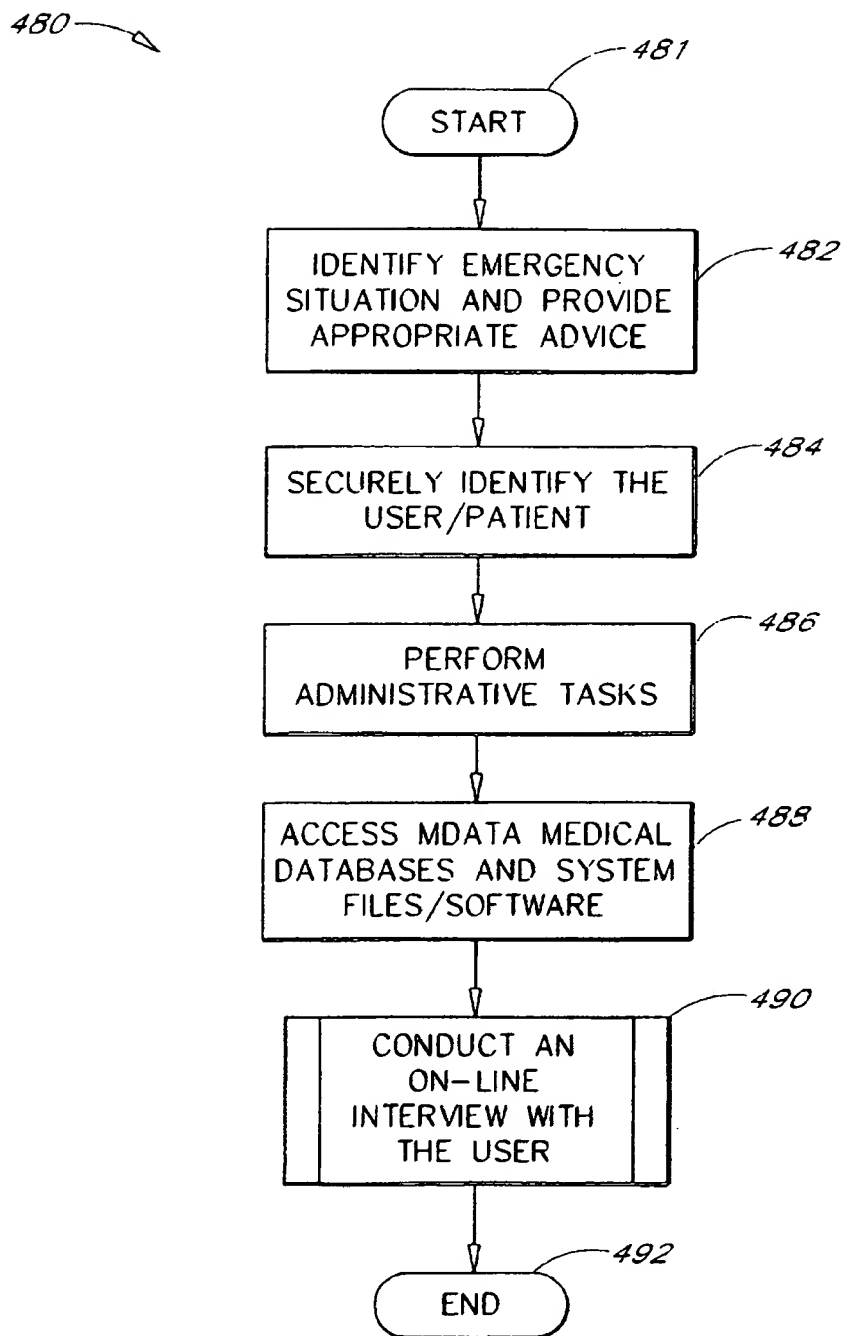 480
481
START
482
IDENTIFY EMERGENCY
SITUATION AND PROVIDE
APPROPRIATE ADVICE
484
SECURELY IDENTIFY THE
USER/PATIENT
486
PERFORM
ADMINISTRATIVE TASKS
488
ACCESS MDATA MEDICAL
DATABASES AND SYSTEM
FILES/SOFTWARE
490
CONDUCT AN
ON-LINE
INTERVIEW WITH
THE USER
492
END